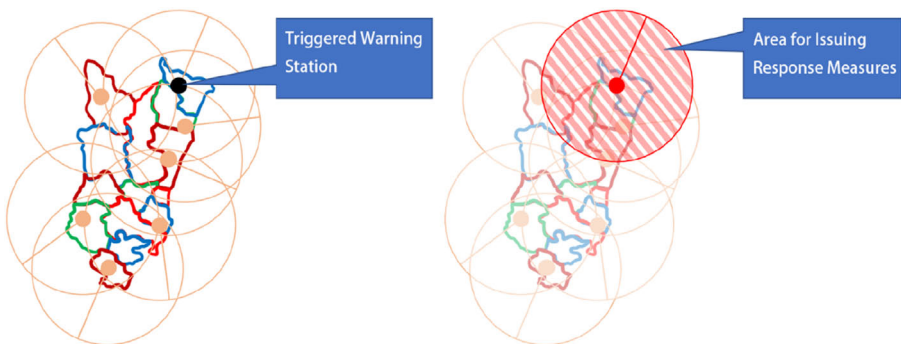 Triggered Warning
Station
Area for Issuing
Response Measures